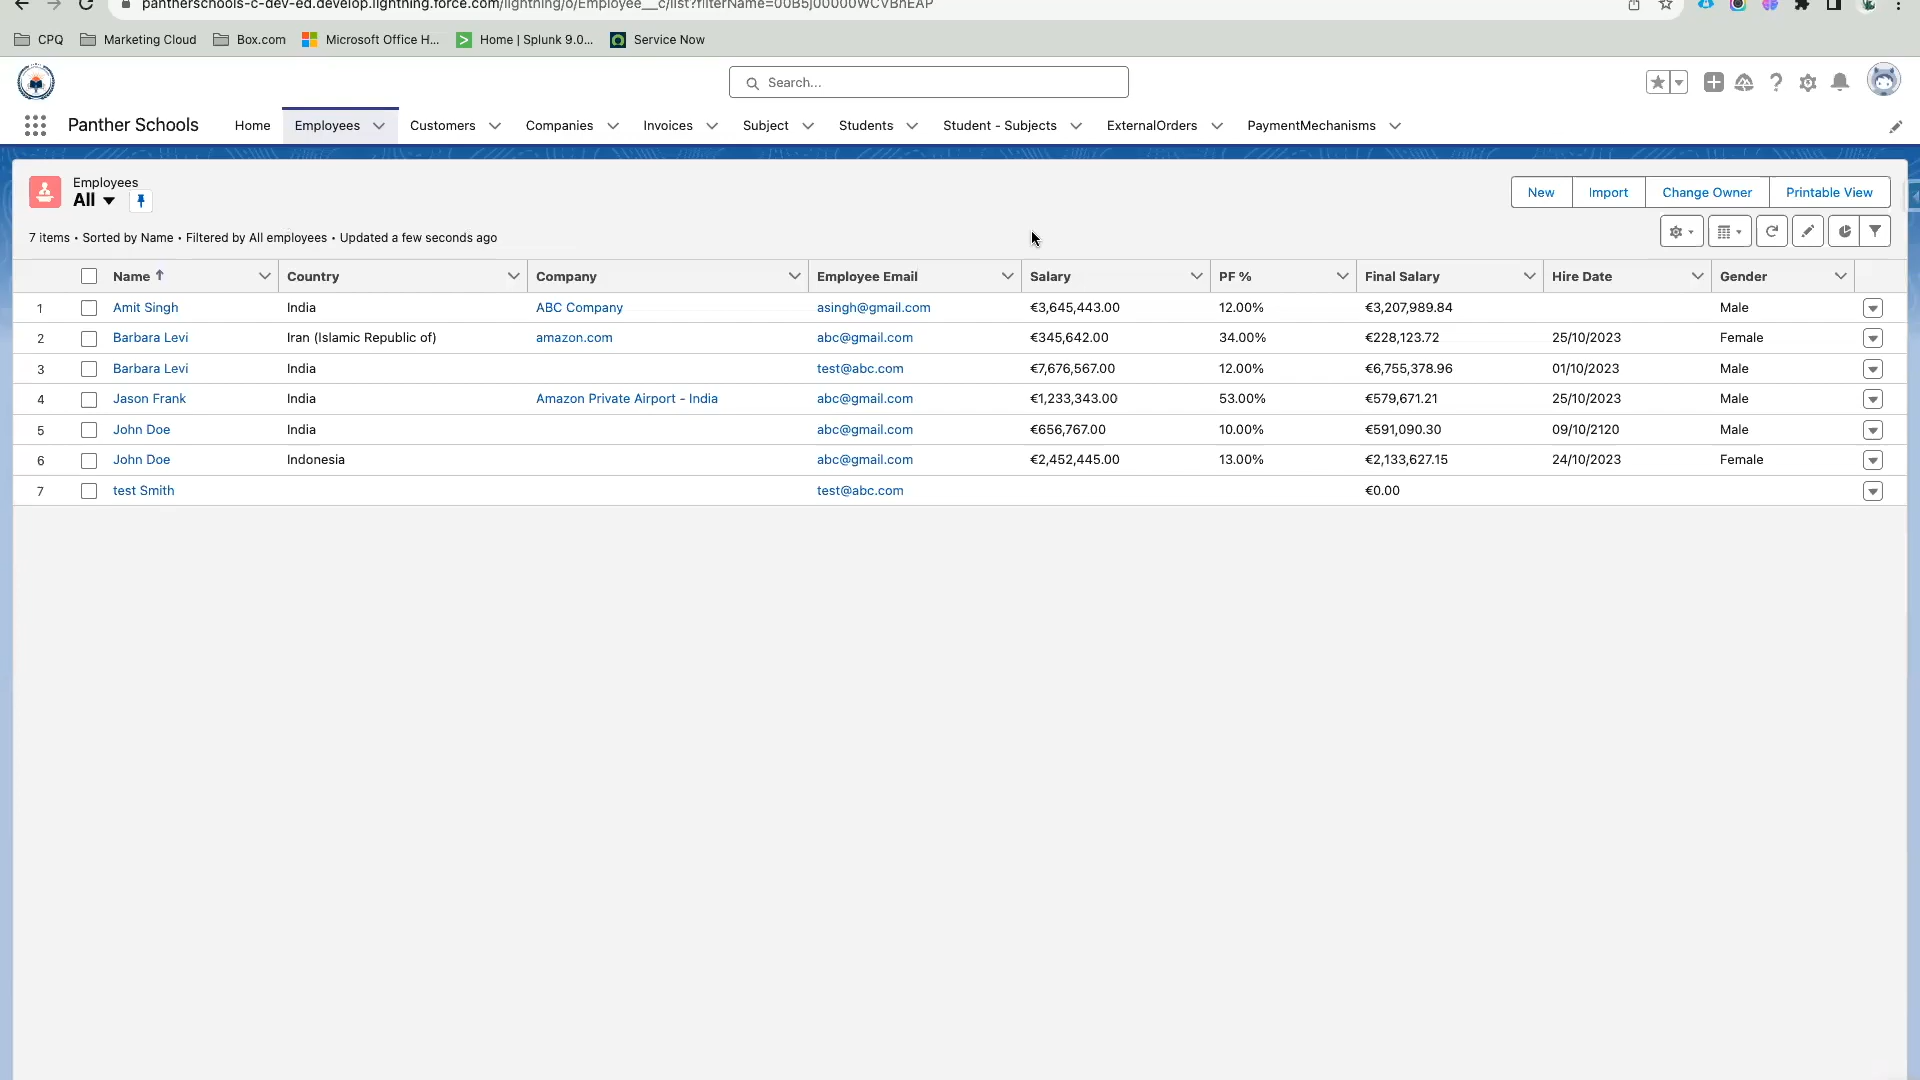 pantherschools-c-dev-ed.develop.lightning.force.com/lightning/o/Employee__c/list?filterName=00B5j00000WCVBhEAP
CPQ Marketing Cloud Box.com Microsoft Office H... Home | Splunk 9.0... Service Now
Search...
Panther Schools Home Employees Customers Companies Invoices Subject Students Student - Subjects ExternalOrders PaymentMechanisms
Employees
All
New Import Change Owner Printable View
7 items • Sorted by Name • Filtered by All employees • Updated a few seconds ago
Name Country Company Employee Email Salary PF % Final Salary Hire Date Gender
1 Amit Singh India ABC Company asingh@gmail.com €3,645,443.00 12.00% €3,207,989.84 Male
2 Barbara Levi Iran (Islamic Republic of) amazon.com abc@gmail.com €345,642.00 34.00% €228,123.72 25/10/2023 Female
3 Barbara Levi India test@abc.com €7,676,567.00 12.00% €6,755,378.96 01/10/2023 Male
4 Jason Frank India Amazon Private Airport - India abc@gmail.com €1,233,343.00 53.00% €579,671.21 25/10/2023 Male
5 John Doe India abc@gmail.com €656,767.00 10.00% €591,090.30 09/10/2120 Male
6 John Doe Indonesia abc@gmail.com €2,452,445.00 13.00% €2,133,627.15 24/10/2023 Female
7 test Smith test@abc.com €0.00